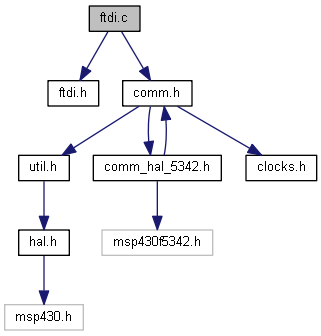 ftdi.c
ftdi.h
comm.h
util.h
comm_hal_5342.h
clocks.h
hal.h
msp430f5342.h
msp430.h